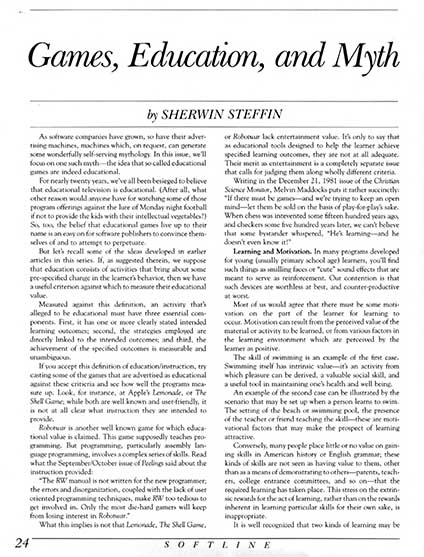 Games, Education, and Myth
by SHERWIN STEFFIN
As software companies have grown, so have their adver-
tising machines, machines which, on request, can generate
some wonderfully self-serving mythology. In this issue, we'll
focus on one such myth—the idea that so-called educational
games are indeed educational.
For nearly twenty years, we've all been besieged to believe
that educational television is educational. (After all, what
other reason would anyone have for watching some of those
program offerings against the lure of Monday night football
if not to provide the kids with their intellectual vegetables?)
So, too, the belief that educational games live up to their
name is an easy on for software publishers to convince them-
selves of and to attempt to perpetuate.
But let's recall some of the ideas developed in earlier
articles in this series. If, as suggested therein, we suppose
that education consists of activities that bring about some
pre-specified change in the learner's behavior, then we have
a useful criterion against which to measure their educational
value.
Measured against this definition, an activity that's
alleged to be educational must have three essential com-
ponents. First, it has one or more clearly stated intended
learning outcomes; second, the strategies employed are
directly linked to the intended outcomes; and third, the
achievement of the specified outcomes is measurable and
unambiguous.
If you accept this definition of education/instruction, try
casting some of the games that are advertised as educational
against these criteria and see how well the programs mea-
sure up. Look, for instance, at Apple's Lemonade, or The
Shell Game; while both are well known and user-friendly, it
is not at all clear what instruction they are intended to
provide.
Robotwar is another well known game for which educa-
tional value is claimed. This game supposedly teaches pro-
gramming. But programming, particularly assembly lan-
guage programming, involves a complex series of skills. Read
what the September/October issue of Peelings said about the
instruction provided:
"The RW manual is not written for the new programmer;
the errors and disorganization, coupled with the lack of user
oriented programming techniques, make RW too tedious to
get involved in. Only the most die-hard gamers will keep
from losing interest in Robotwar."
What this implies is not that Lemonade, The Shell Game,
or Robotwar lack entertainment value. It's only to say that
as educational tools designed to help the learner achieve
specified learning outcomes, they are not at all adequate.
Their merit as entertainment is a completely separate issue
that calls for judging them along wholly different criteria.
Writing in the December 21, 1981 issue of the Christian
Science Monitor, Melvin Maddocks puts it rather succinctly:
"If there must be games—and we're trying to keep an open
mind—let them be sold on the basis of play-for-play's sake.
When chess was invented some fifteen hundred years ago,
and checkers some five hundred years later, we can't believe
that some bystander whispered, "He's learning—and he
doesn't even know it!"
Learning and Motivation. In many programs developed
for young (usually primary school age) learners, you'll find
such things as smiling faces or "cute" sound effects that are
meant to serve as reinforcement. Our contention is that
such devices are worthless at best, and counter-productive
at worst.
Most of us would agree that there must be some moti-
vation on the part of the learner for learning to
occur. Motivation can result from the perceived value of the
material or activity to be learned, or from various factors in
the learning environment which are perceived by the
learner as positive.
The skill of swimming is an example of the first case.
Swimming itself has intrinsic value—it's an activity from
which pleasure can be derived, a valuable social skill, and
a useful tool in maintaining one's health and well being.
An example of the second case can be illustrated by the
scenario that may be set up when a person learns to swim.
The setting of the beach or swimming pool, the presence
of the teacher or friend teaching the skill—these are moti-
vational factors that may make the prospect of learning
attractive.
Conversely, many people place little or no value on gain-
ing skills in American history or English grammar; these
kinds of skills are not seen as having value to them, other
than as a means of demonstrating to others—parents, teach-
ers, college entrance committees, and so on—that the
required learning has taken place. This stress on the extrin-
sic rewards for the act of learning, rather than on the rewards
inherent in learning particular skills for their own sake, is
inappropriate.
It is well recognized that two kinds of learning may be
24
SOFTLINE